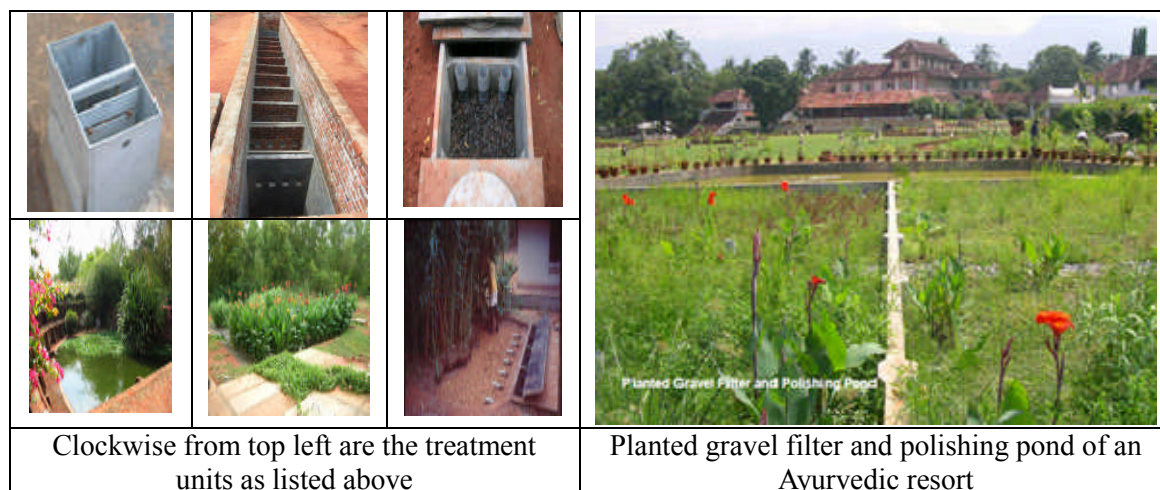 Planted Gravel Filter and Polishing Pond
Clockwise from top left are the treatment
units as listed above
Planted gravel filter and polishing pond of an
Ayurvedic resort